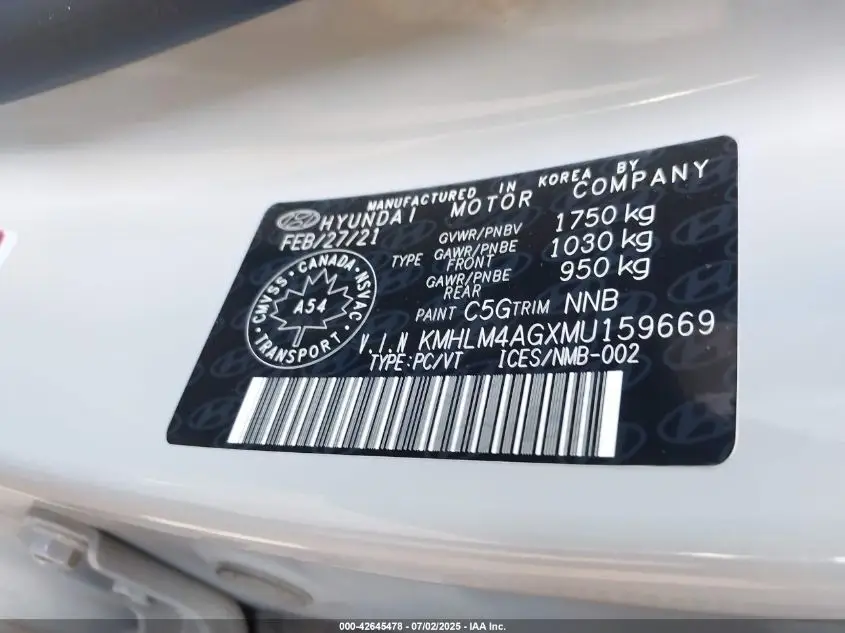 MANUFACTURED IN KOREA BY
HYUNDAI MOTOR COMPANY
FEB/27/21
GVWR/PNBV 1750 kg
TYPE GAWR/PNBE FRONT 1030 kg
GAWR/PNBE REAR 950 kg
PAINT C5G TRIM NNB
CMVSS • CANADA • NSVAC
A54
• TRANSPORT •
V.I.N KMHLM4AGXMU159669
TYPE:PC/VT ICES/NMB-002
000-42645478 - 07/02/2025 - IAA Inc.